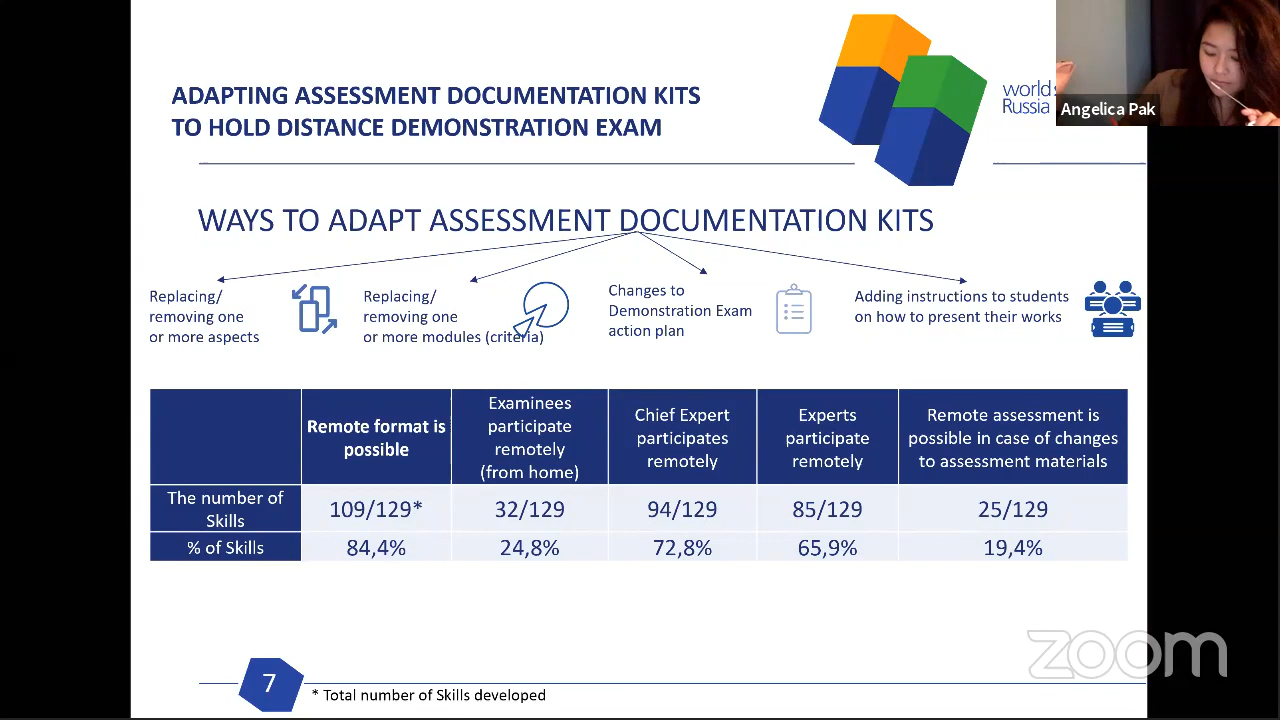 ADAPTING ASSESSMENT DOCUMENTATION KITS
TO HOLD DISTANCE DEMONSTRATION EXAM
Russia
Angelica Pak
WAYS TO ADAPT ASSESSMENT DOCUMENTATION KITS
Replacing/
removing one
or more aspects
Replacing/
removing one
or more modules (criteria)
Changes to
Demonstration Exam
action plan
Adding instructions to students
on how to present their works
Remote format is
possible
Examinees
participate
remotely
(from home)
Chief Expert
participates
remotely
Experts
participate
remotely
Remote assessment is
possible in case of changes
to assessment materials
The number of
Skills
109/129*
32/129
94/129
85/129
25/129
% of Skills
84,4%
24,8%
72,8%
65,9%
19,4%
zoom
7
* Total number of Skills developed